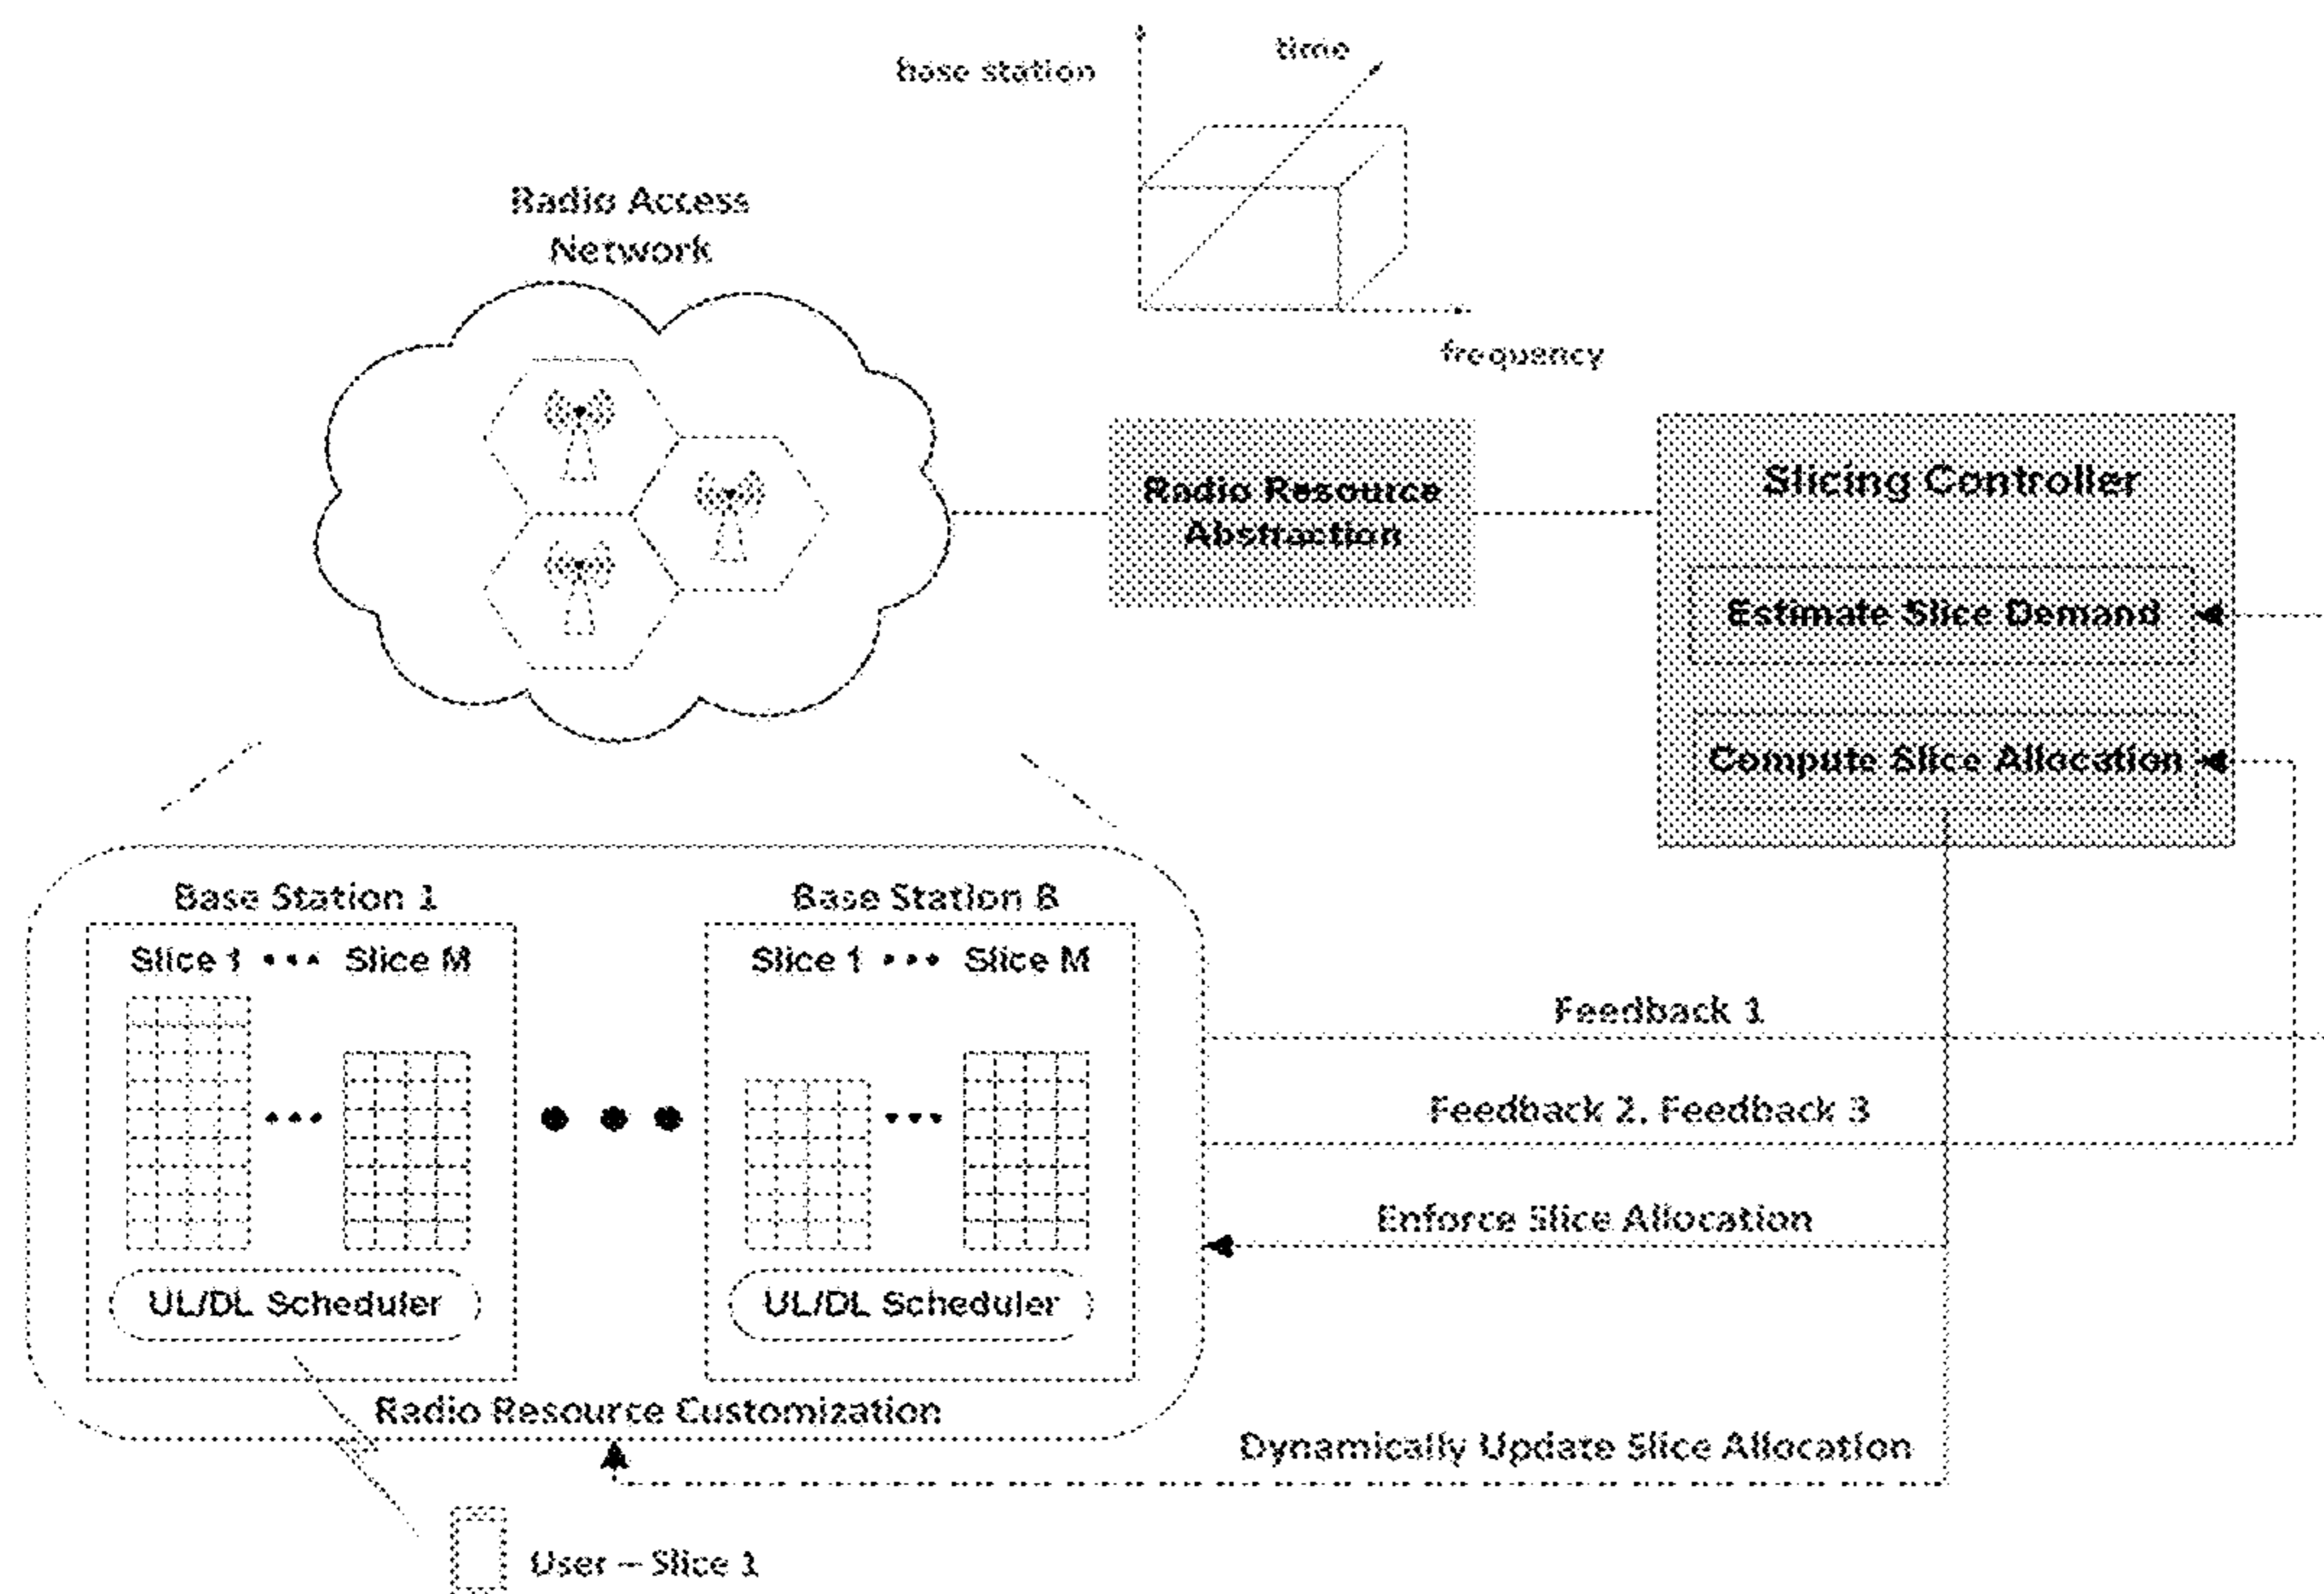 base station
time
frequency
Radio Access
Network
Radio Resource
Abstraction
Slicing Controller
Estimate Slice Demand
Compute Slice Allocation
Base Station 1
Slice 1 ••• Slice M
•••
UL/DL Scheduler
•••
Base Station B
Slice 1 ••• Slice M
•••
UL/DL Scheduler
Radio Resource Customization
Feedback 1
Feedback 2, Feedback 3
Enforce Slice Allocation
Dynamically Update Slice Allocation
User – Slice 1